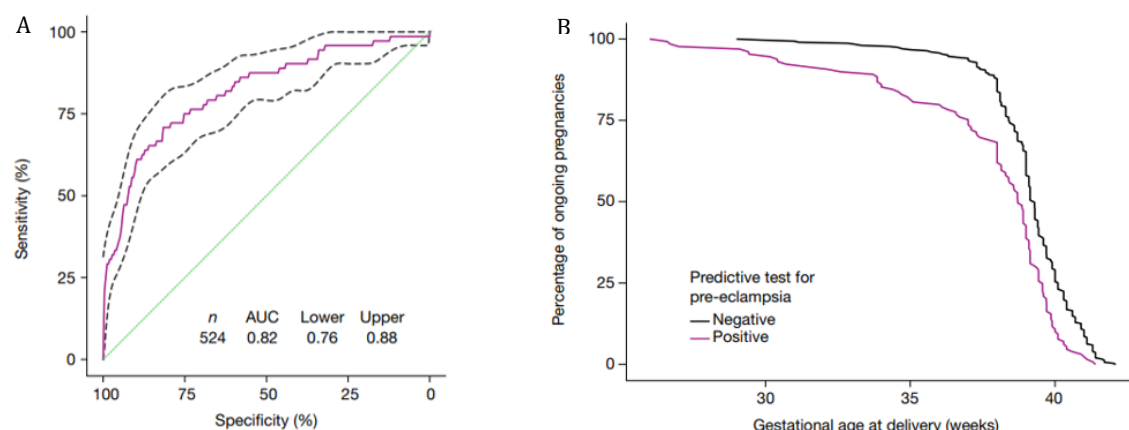 A
100
75
50
25
0
Sensitivity (%)
n AUC Lower Upper
524 0.82 0.76 0.88
100 75 50 25 0
Specificity (%)
B
100
75
50
25
0
Percentage of ongoing pregnancies
Predictive test for
pre-eclampsia
Negative
Positive
30 35 40
Gestational age at delivery (weeks)